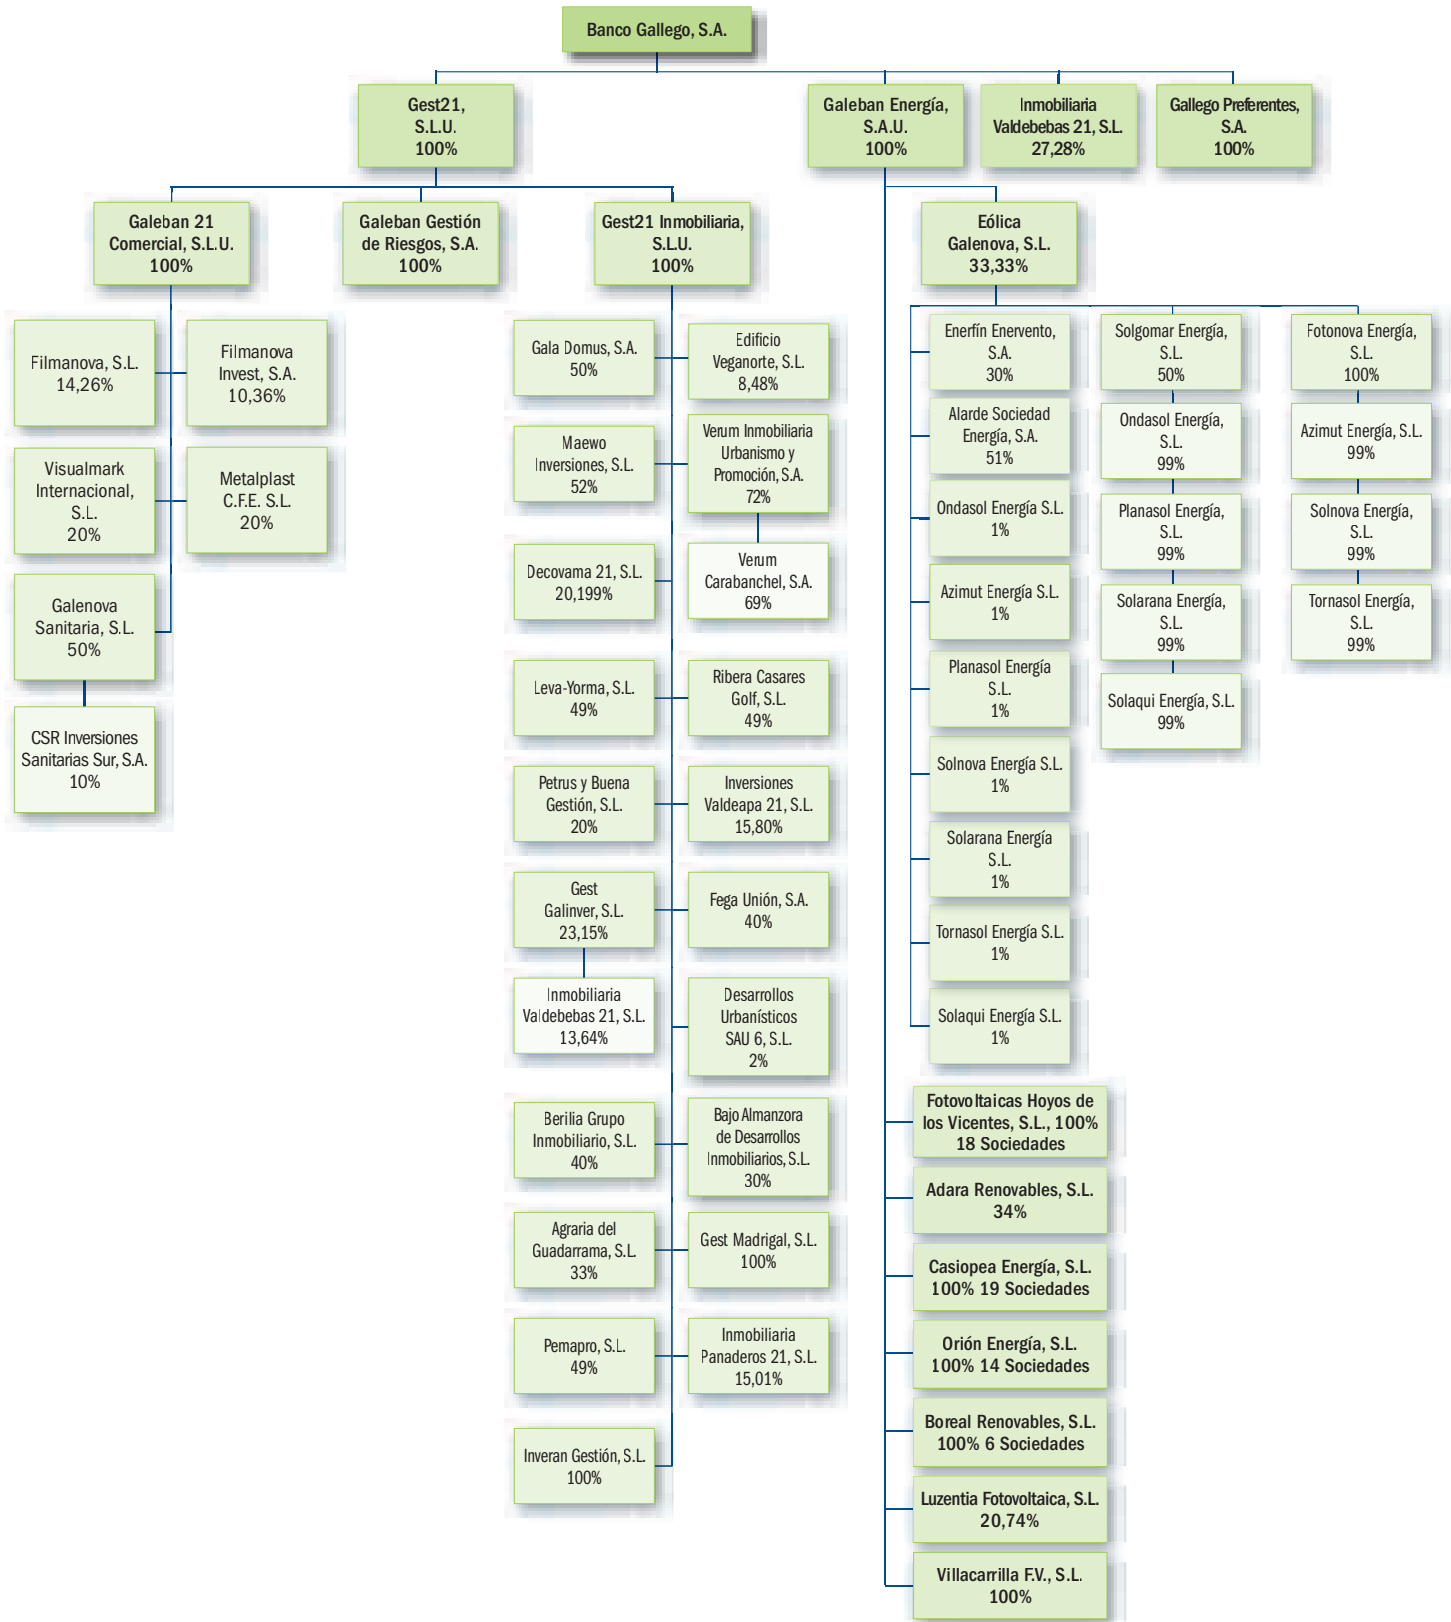 Banco Gallego, S.A.
Gest21,
S.L.U.
100%
Galeban Energía,
S.A.U.
100%
Inmobiliaria
Valdebebas 21, S.L.
27,28%
Gallego Preferentes,
S.A.
100%
Galeban 21
Comercial, S.L.U.
100%
Galeban Gestión
de Riesgos, S.A.
100%
Gest21 Inmobiliaria,
S.L.U.
100%
Eólica
Galenova, S.L.
33,33%
Filmanova, S.L.
14,26%
Filmanova
Invest, S.A.
10,36%
Visualmark
Internacional,
S.L.
20%
Metalplast
C.F.E. S.L.
20%
Galenova
Sanitaria, S.L.
50%
CSR Inversiones
Sanitarias Sur, S.A.
10%
Gala Domus, S.A.
50%
Edificio
Veganorte, S.L.
8,48%
Maewo
Inversiones, S.L.
52%
Verum Inmobiliaria
Urbanismo y
Promoción, S.A.
72%
Decovama 21, S.L.
20,199%
Verum
Carabanchel, S.A.
69%
Leva-Yorma, S.L.
49%
Ribera Casares
Golf, S.L.
49%
Petrus y Buena
Gestión, S.L.
20%
Inversiones
Valdeapa 21, S.L.
15,80%
Gest
Galinver, S.L.
23,15%
Fega Unión, S.A.
40%
Inmobiliaria
Valdebebas 21, S.L.
13,64%
Desarrollos
Urbanísticos
SAU 6, S.L.
2%
Berilia Grupo
Inmobiliario, S.L.
40%
Bajo Almanzora
de Desarrollos
Inmobiliarios, S.L.
30%
Agraria del
Guadarrama, S.L.
33%
Gest Madrigal, S.L.
100%
Pemapro, S.L.
49%
Inmobiliaria
Panaderos 21, S.L.
15,01%
Inveran Gestión, S.L.
100%
Enerfín Enervento,
S.A.
30%
Alarde Sociedad
Energía, S.A.
51%
Ondasol Energía S.L.
1%
Azimut Energía S.L.
1%
Planasol Energía
S.L.
1%
Solnova Energía S.L.
1%
Solarana Energía
S.L.
1%
Tornasol Energía S.L.
1%
Solaqui Energía S.L.
1%
Solgomar Energía,
S.L.
50%
Ondasol Energía,
S.L.
99%
Planasol Energía,
S.L.
99%
Solarana Energía,
S.L.
99%
Solaqui Energía, S.L.
99%
Fotonova Energía,
S.L.
100%
Azimut Energía, S.L.
99%
Solnova Energía,
S.L.
99%
Tornasol Energía,
S.L.
99%
Fotovoltaicas Hoyos de
los Vicentes, S.L., 100%
18 Sociedades
Adara Renovables, S.L.
34%
Casiopea Energía, S.L.
100% 19 Sociedades
Orión Energía, S.L.
100% 14 Sociedades
Boreal Renovables, S.L.
100% 6 Sociedades
Luzentia Fotovoltaica, S.L.
20,74%
Villacarrilla F.V., S.L.
100%